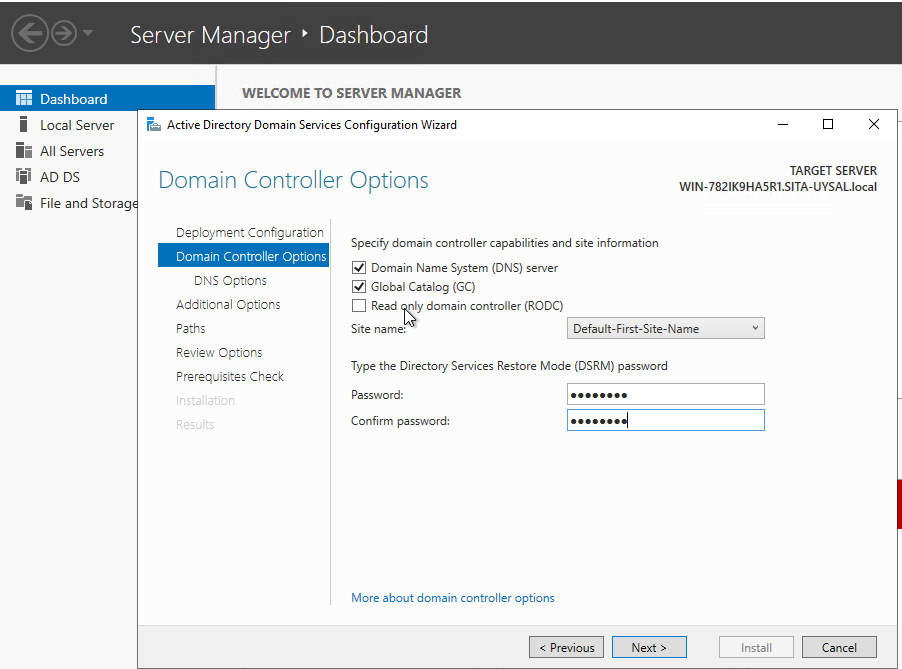 Server Manager ‣ Dashboard
Dashboard
Local Server
All Servers
AD DS
File and Storage
WELCOME TO SERVER MANAGER
Active Directory Domain Services Configuration Wizard
Domain Controller Options
TARGET SERVER
WIN-782IK9HA5R1.SITA-UYSAL.local
Deployment Configuration
Domain Controller Options
DNS Options
Additional Options
Paths
Review Options
Prerequisites Check
Installation
Results
Specify domain controller capabilities and site information
Domain Name System (DNS) server
Global Catalog (GC)
Read only domain controller (RODC)
Site name: Default-First-Site-Name
Type the Directory Services Restore Mode (DSRM) password
Password: ●●●●●●●●
Confirm password: ●●●●●●●●
More about domain controller options
< Previous Next > Install Cancel